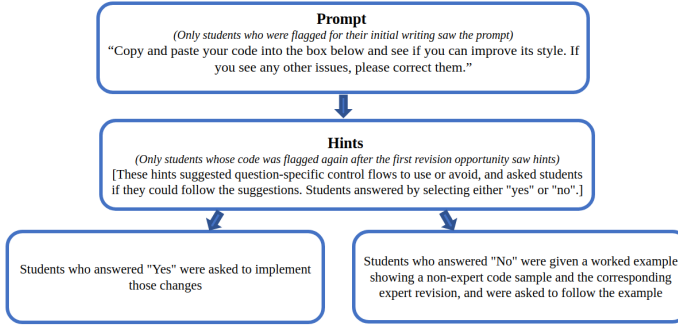 Prompt
(Only students who were flagged for their initial writing saw the prompt)
“Copy and paste your code into the box below and see if you can improve its style. If
you see any other issues, please correct them.”
Hints
(Only students whose code was flagged again after the first revision opportunity saw hints)
[These hints suggested question-specific control flows to use or avoid, and asked students
if they could follow the suggestions. Students answered by selecting either "yes" or "no".]
Students who answered "Yes" were asked to implement
those changes
Students who answered "No" were given a worked example
showing a non-expert code sample and the corresponding
expert revision, and were asked to follow the example